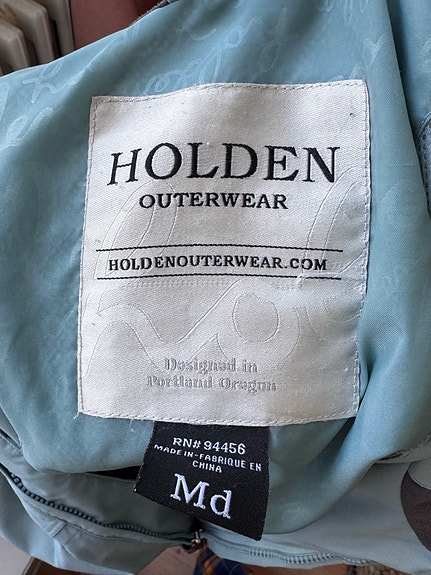 HOLDEN
OUTERWEAR
HOLDENOUTERWEAR.COM
Designed in
Portland Oregon
RN# 94456
MADE IN-FABRIQUE EN
CHINA
Md